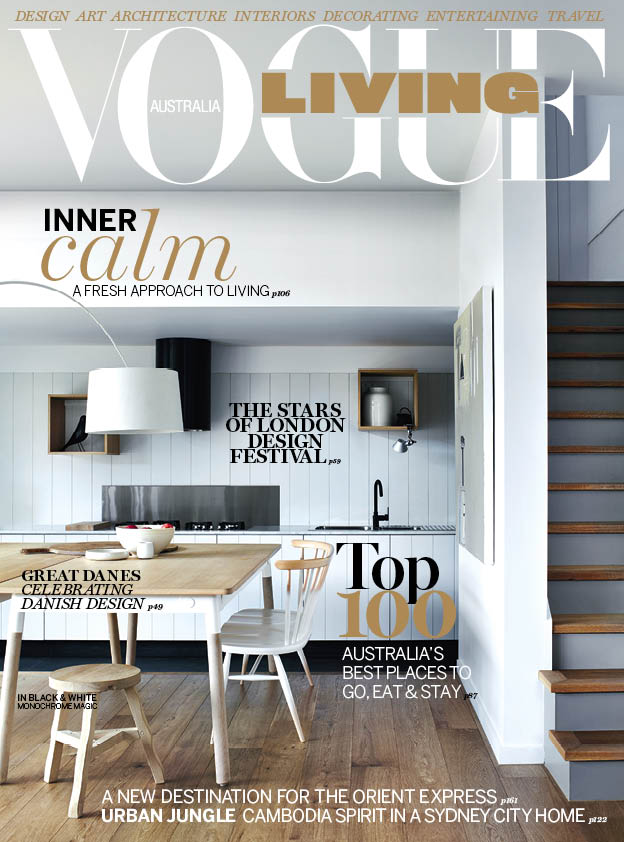 DESIGN ART ARCHITECTURE INTERIORS DECORATING ENTERTAINING TRAVEL
VOGUE
AUSTRALIA
LIVING
INNER
calm
A FRESH APPROACH TO LIVING p106
THE STARS
OF LONDON
DESIGN
FESTIVAL p59
GREAT DANES
CELEBRATING
DANISH DESIGN p49
Top
100
AUSTRALIA'S
BEST PLACES TO
GO, EAT & STAY p87
IN BLACK & WHITE
MONOCHROME MAGIC
A NEW DESTINATION FOR THE ORIENT EXPRESS p161
URBAN JUNGLE CAMBODIA SPIRIT IN A SYDNEY CITY HOME p122